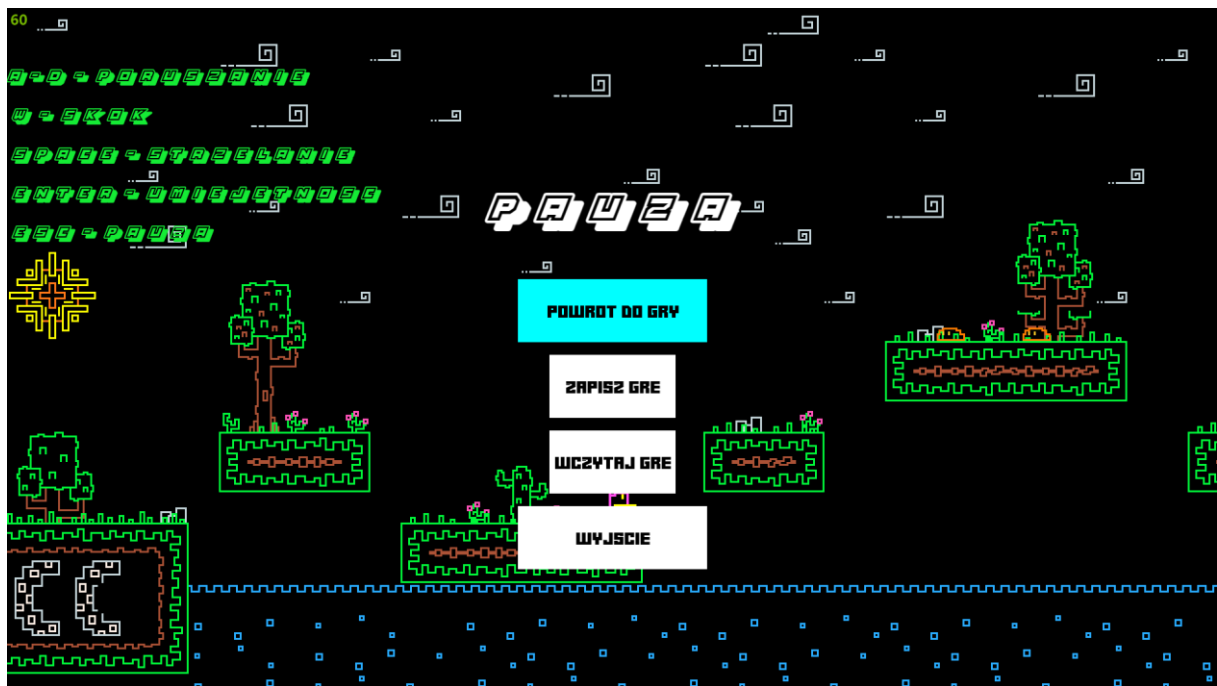 60
A-D - PORUSZANIE
W - SKOK
SPACE - STRZELANIE
ENTER - UMIEJETNOSC
ESC - PAUZA
PAUZA
POWROT DO GRY
ZAPISZ GRE
WCZYTAJ GRE
WYJSCIE